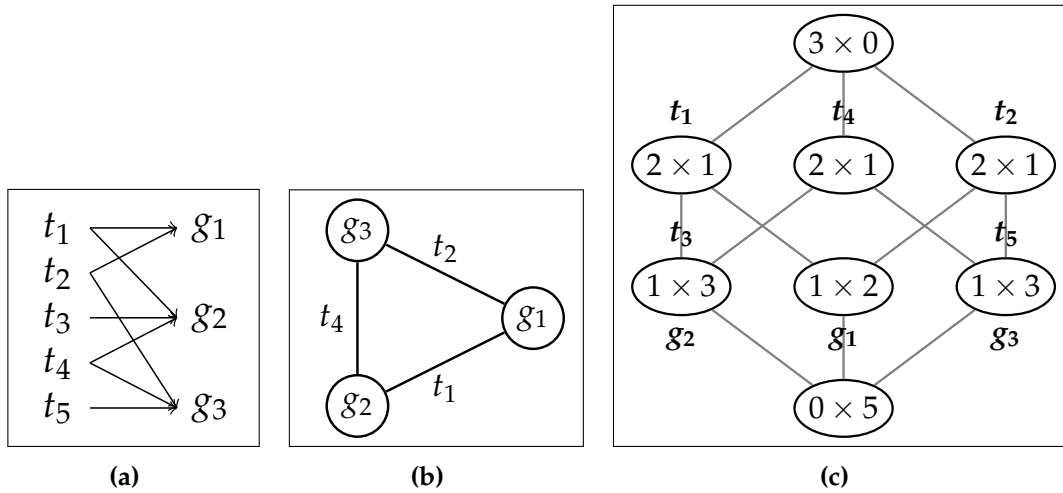 t₁ g₁
t₂
t₃ g₂
t₄
t₅ g₃
(a)
g₃
t₂
t₄ g₁
t₁
g₂
(b)
3 × 0
t₁ t₄ t₂
2 × 1 2 × 1 2 × 1
t₃ t₅
1 × 3 1 × 2 1 × 3
g₂ g₁ g₃
0 × 5
(c)